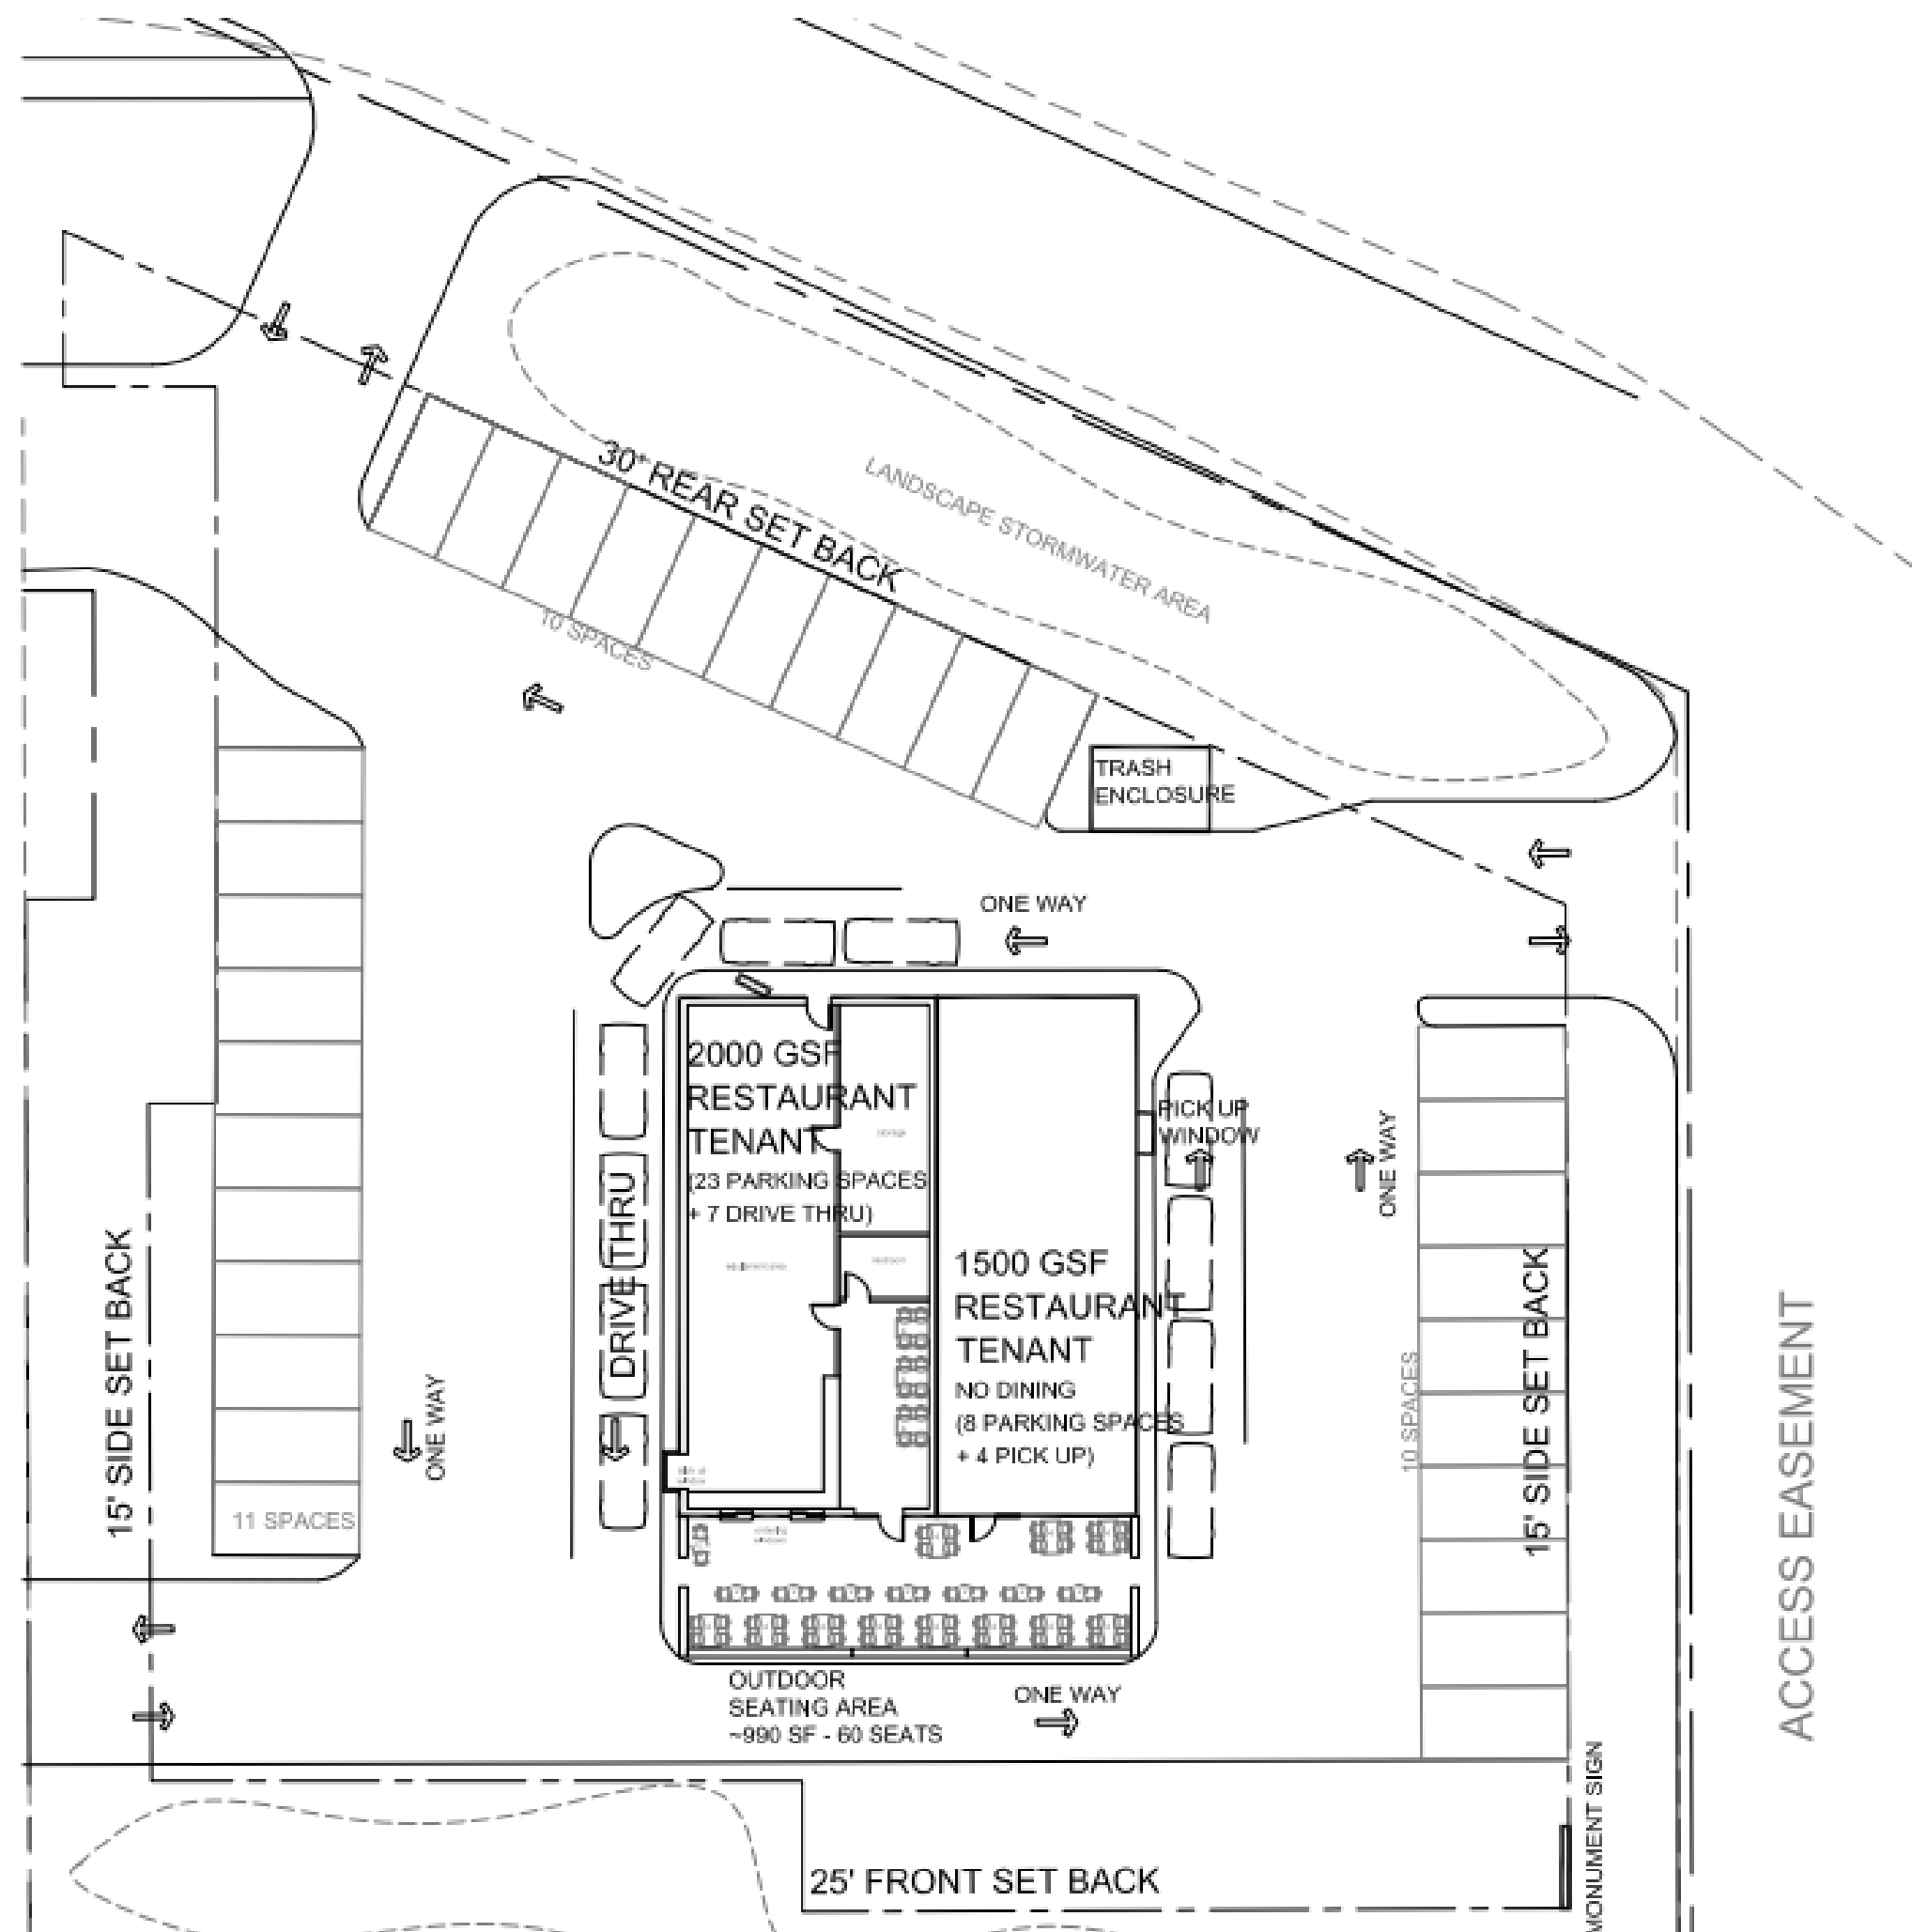 30' REAR SET BACK
LANDSCAPE STORMWATER AREA
10 SPACES
TRASH
ENCLOSURE
ONE WAY
2000 GSF
RESTAURANT
TENANT
(23 PARKING SPACES
+ 7 DRIVE THRU)
PICK UP
WINDOW
ONE WAY
DRIVE THRU
1500 GSF
RESTAURANT
TENANT
NO DINING
(8 PARKING SPACES
+ 4 PICK UP)
15' SIDE SET BACK
ONE WAY
11 SPACES
10 SPACES
15' SIDE SET BACK
ACCESS EASEMENT
OUTDOOR
SEATING AREA
~990 SF - 60 SEATS
ONE WAY
MONUMENT SIGN
25' FRONT SET BACK